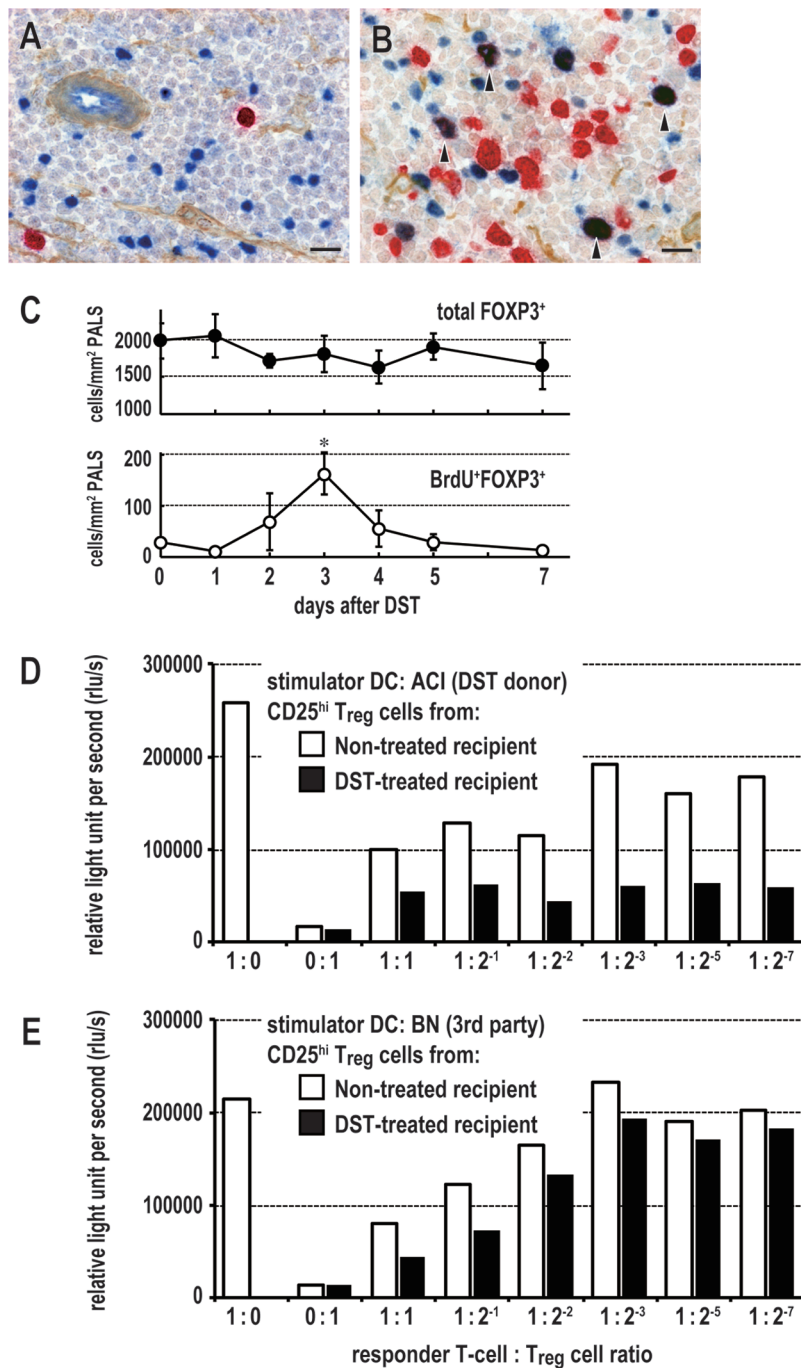 A
B
C
total FOXP3+
cells/mm² PALS
2000
1500
1000
*
BrdU+FOXP3+
cells/mm² PALS
200
100
0
0 1 2 3 4 5 7
days after DST
D
relative light unit per second (rlu/s)
300000
200000
100000
0
stimulator DC: ACI (DST donor)
CD25hi Treg cells from:
Non-treated recipient
DST-treated recipient
1:0 0:1 1:1 1:2-1 1:2-2 1:2-3 1:2-5 1:2-7
E
relative light unit per second (rlu/s)
300000
200000
100000
0
stimulator DC: BN (3rd party)
CD25hi Treg cells from:
Non-treated recipient
DST-treated recipient
1:0 0:1 1:1 1:2-1 1:2-2 1:2-3 1:2-5 1:2-7
responder T-cell : Treg cell ratio